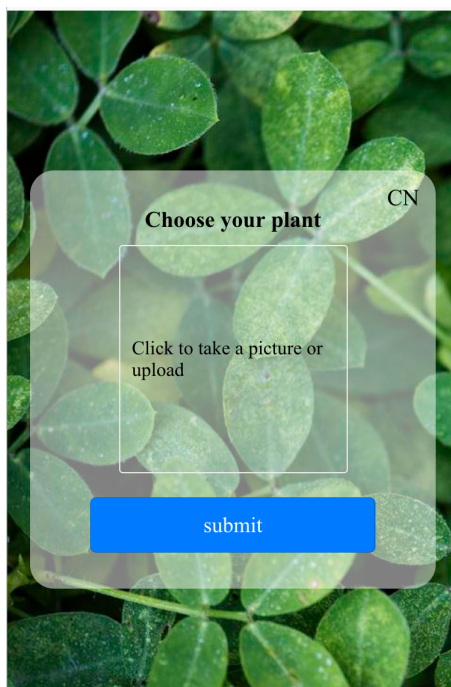 CN
Choose your plant
Click to take a picture or
upload
submit